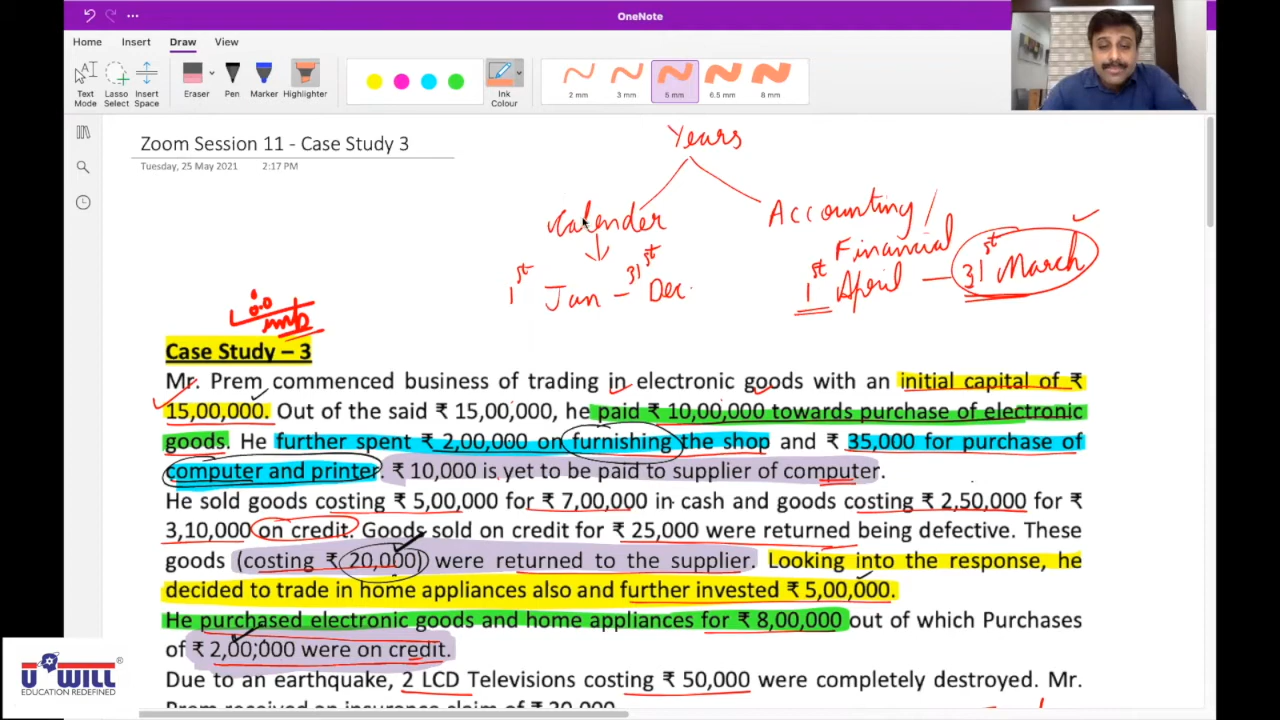 OneNote
Home Insert Draw View
Text Mode
Lasso Select
Insert Space
Eraser
Pen
Marker
Highlighter
Ink Colour
2 mm
3 mm
5 mm
6.5 mm
8 mm
Zoom Session 11 - Case Study 3
Tuesday, 25 May 2021 2:17 PM
Years
Calender
Accounting /
Financial
1st Jan – 31st Dec.
1st April – 31st March
Case Study – 3
Mr. Prem commenced business of trading in electronic goods with an initial capital of ₹
15,00,000. Out of the said ₹ 15,00,000, he paid ₹ 10,00,000 towards purchase of electronic
goods. He further spent ₹ 2,00,000 on furnishing the shop and ₹ 35,000 for purchase of
computer and printer. ₹ 10,000 is yet to be paid to supplier of computer.
He sold goods costing ₹ 5,00,000 for ₹ 7,00,000 in cash and goods costing ₹ 2,50,000 for ₹
3,10,000 on credit. Goods sold on credit for ₹ 25,000 were returned being defective. These
goods (costing ₹ 20,000) were returned to the supplier. Looking into the response, he
decided to trade in home appliances also and further invested ₹ 5,00,000.
He purchased electronic goods and home appliances for ₹ 8,00,000 out of which Purchases
of ₹ 2,00,000 were on credit.
Due to an earthquake, 2 LCD Televisions costing ₹ 50,000 were completely destroyed. Mr.
Prem received an insurance claim of ₹ 30,000
U WILL ®
EDUCATION REDEFINED